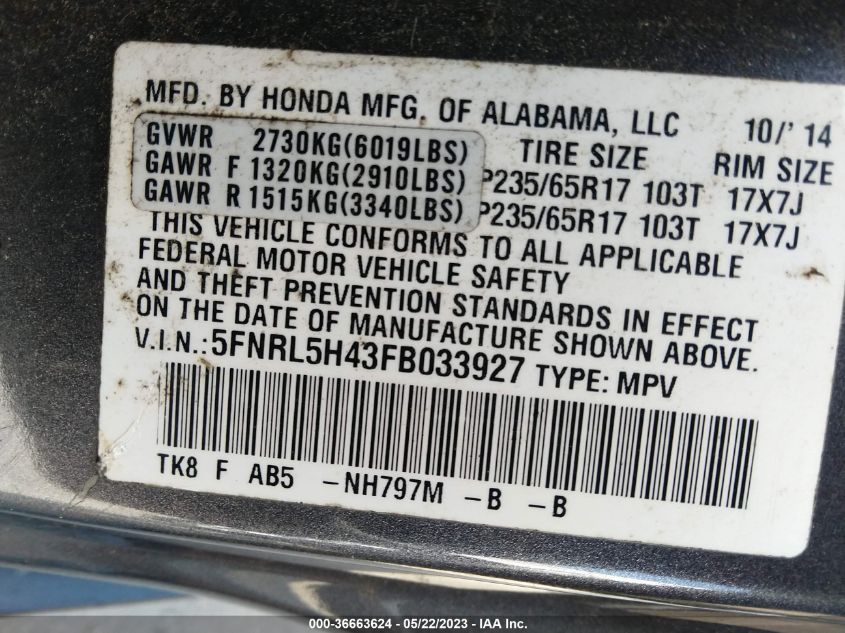 MFD. BY HONDA MFG. OF ALABAMA, LLC 10/' 14
GVWR 2730KG(6019LBS) TIRE SIZE RIM SIZE
GAWR F 1320KG(2910LBS) P235/65R17 103T 17X7J
GAWR R 1515KG(3340LBS) P235/65R17 103T 17X7J
THIS VEHICLE CONFORMS TO ALL APPLICABLE
FEDERAL MOTOR VEHICLE SAFETY
AND THEFT PREVENTION STANDARDS IN EFFECT
ON THE DATE OF MANUFACTURE SHOWN ABOVE.
V.I.N.: 5FNRL5H43FB033927 TYPE: MPV
TK8 F AB5 -NH797M -B -B
000-36663624 - 05/22/2023 - IAA Inc.